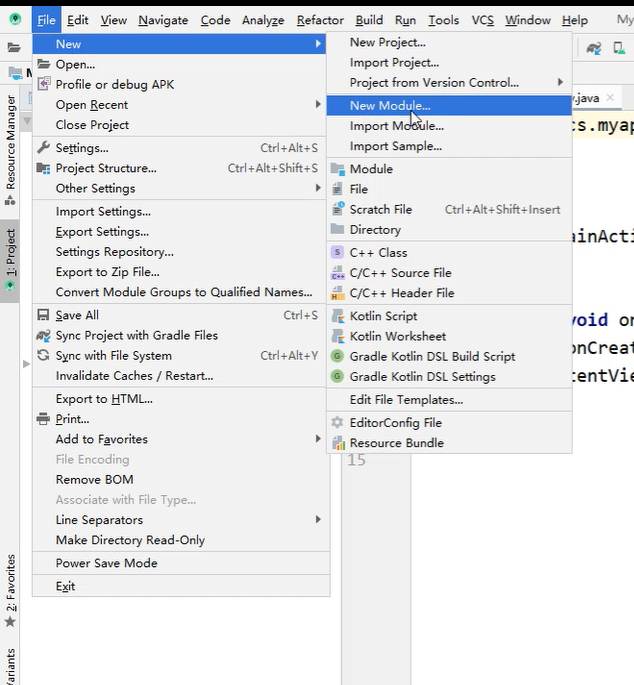 File Edit View Navigate Code Analyze Refactor Build Run Tools VCS Window Help My
New
Open...
Profile or debug APK
Open Recent
Close Project
Settings... Ctrl+Alt+S
Project Structure... Ctrl+Alt+Shift+S
Other Settings
Import Settings...
Export Settings...
Settings Repository...
Export to Zip File...
Convert Module Groups to Qualified Names...
Save All Ctrl+S
Sync Project with Gradle Files
Sync with File System Ctrl+Alt+Y
Invalidate Caches / Restart...
Export to HTML...
Print...
Add to Favorites
File Encoding
Remove BOM
Associate with File Type...
Line Separators
Make Directory Read-Only
Power Save Mode
Exit
New Project...
Import Project...
Project from Version Control...
New Module...
Import Module...
Import Sample...
Module
File
Scratch File Ctrl+Alt+Shift+Insert
Directory
C++ Class
C/C++ Source File
C/C++ Header File
Kotlin Script
Kotlin Worksheet
Gradle Kotlin DSL Build Script
Gradle Kotlin DSL Settings
Edit File Templates...
EditorConfig File
Resource Bundle
15
.java
cs.myap
ainActi
void on
onCreat
tentVie
Resource Manager
1: Project
2: Favorites
ariants